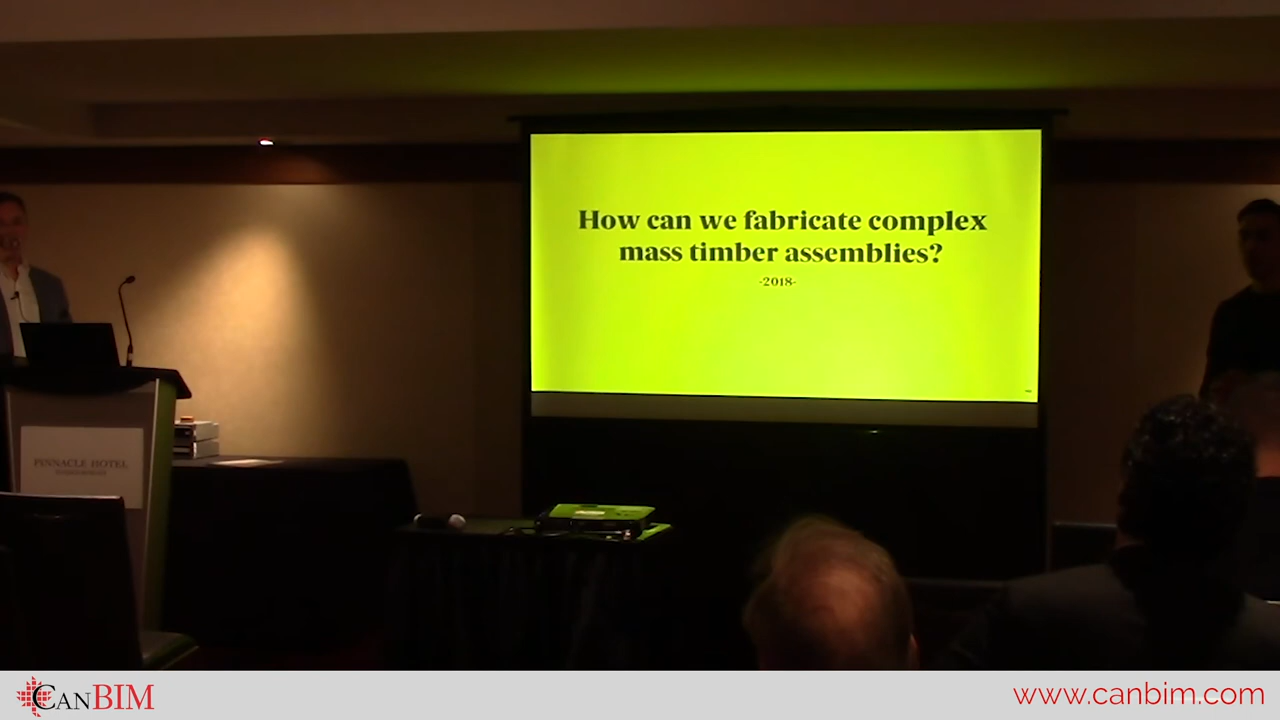 How can we fabricate complex
mass timber assemblies?
-2018-
PINNACLE HOTEL
CANBIM
www.canbim.com